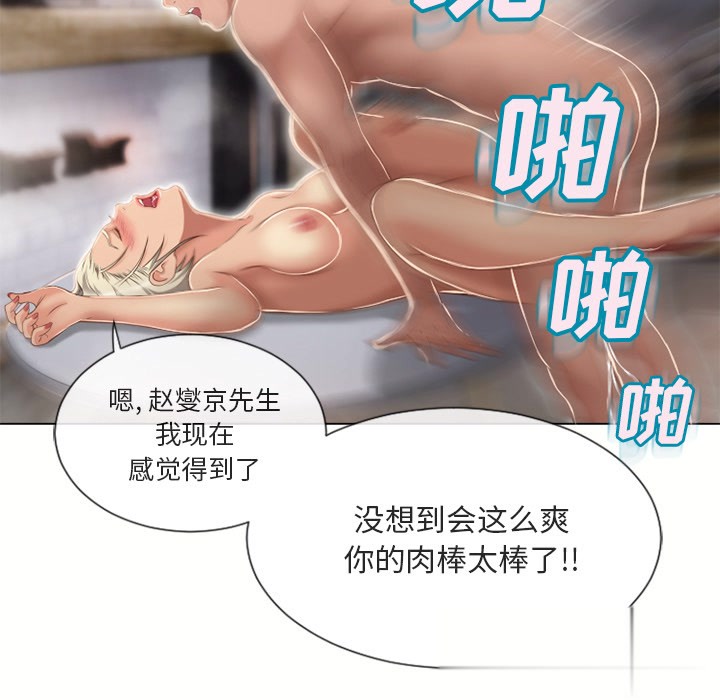 啪
啪
啪
嗯, 赵燮京先生
我现在
感觉得到了
没想到会这么爽
你的肉棒太棒了!!